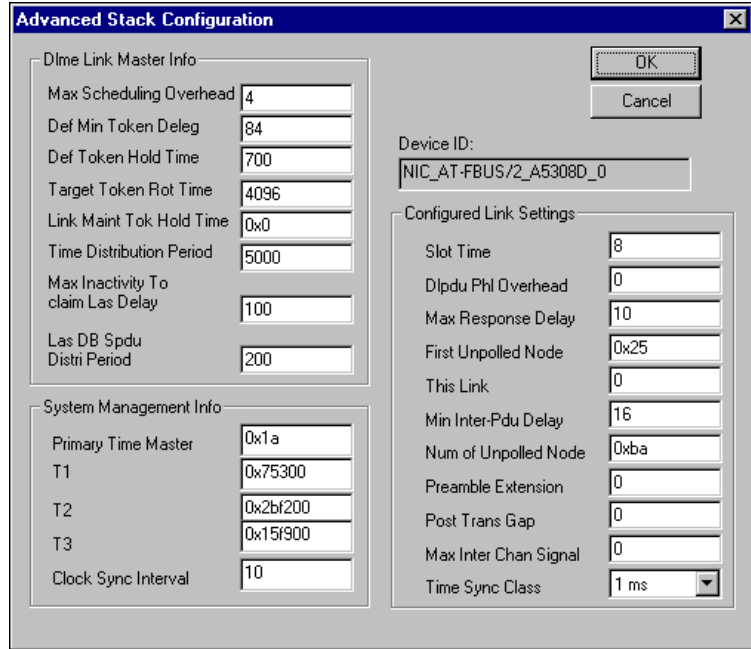 Advanced Stack Configuration
Dlme Link Master Info
Max Scheduling Overhead 4
Def Min Token Deleg 84
Def Token Hold Time 700
Target Token Rot Time 4096
Link Maint Tok Hold Time 0x0
Time Distribution Period 5000
Max Inactivity To
claim Las Delay 100
Las DB Spdu
Distri Period 200
System Management Info
Primary Time Master 0x1a
T1 0x75300
T2 0x2bf200
T3 0x15f900
Clock Sync Interval 10
OK
Cancel
Device ID:
NIC_AT-FBUS/2_A5308D_0
Configured Link Settings
Slot Time 8
Dlpdu Phl Overhead 0
Max Response Delay 10
First Unpolled Node 0x25
This Link 0
Min Inter-Pdu Delay 16
Num of Unpolled Node 0xba
Preamble Extension 0
Post Trans Gap 0
Max Inter Chan Signal 0
Time Sync Class 1 ms